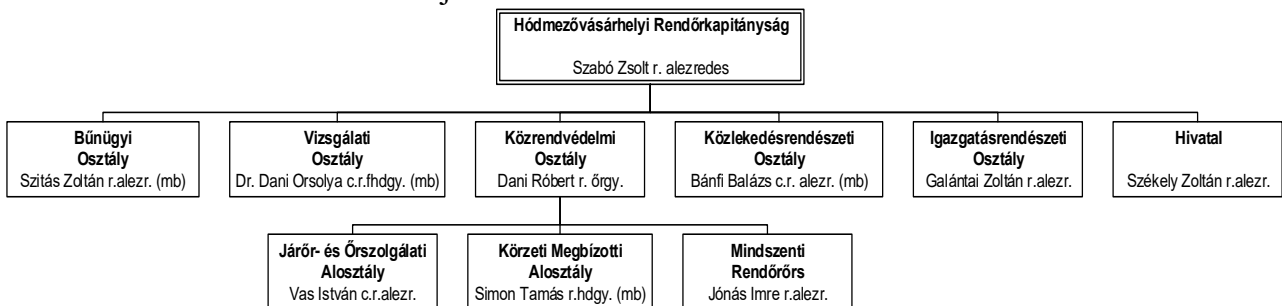 Hódmezővásárhelyi Rendőrkapitányság
Szabó Zsolt r. alezredes
Bűnügyi
Osztály
Szitás Zoltán r.alezr. (mb)
Vizsgálati
Osztály
Dr. Dani Orsolya c.r.fhdgy. (mb)
Közrendvédelmi
Osztály
Dani Róbert r. őrgy.
Közlekedésrendészeti
Osztály
Bánfi Balázs c.r. alezr. (mb)
Igazgatásrendészeti
Osztály
Galántai Zoltán r.alezr.
Hivatal
Székely Zoltán r.alezr.
Járőr- és Őrszolgálati
Alosztály
Vas István c.r.alezr.
Körzeti Megbízotti
Alosztály
Simon Tamás r.hdgy. (mb)
Mindszenti
Rendőrőrs
Jónás Imre r.alezr.